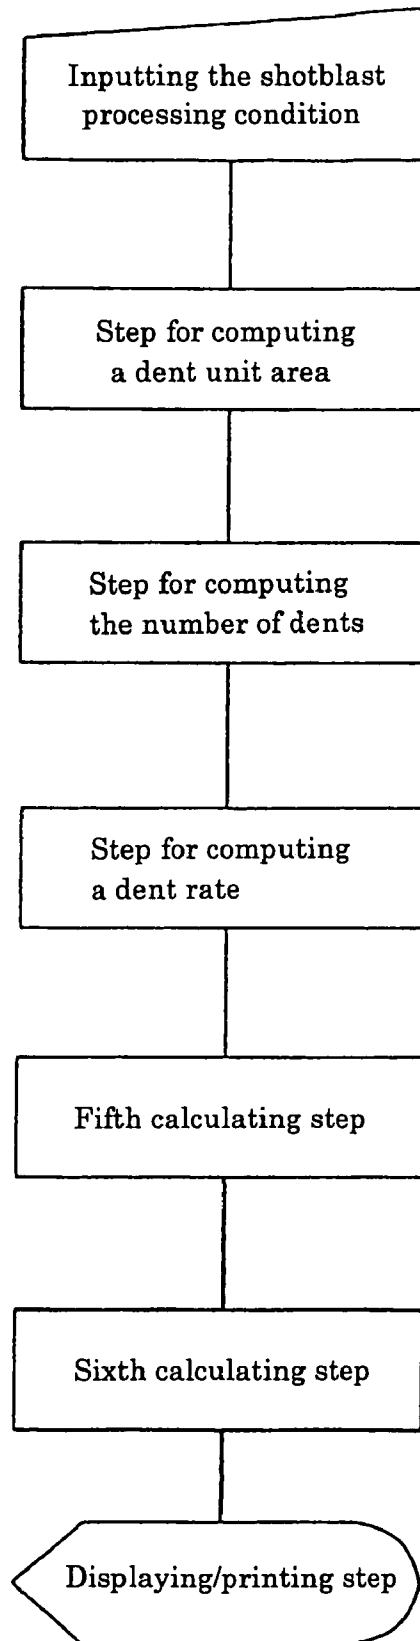 Inputting the shotblast
processing condition
Step for computing
a dent unit area
Step for computing
the number of dents
Step for computing
a dent rate
Fifth calculating step
Sixth calculating step
Displaying/printing step